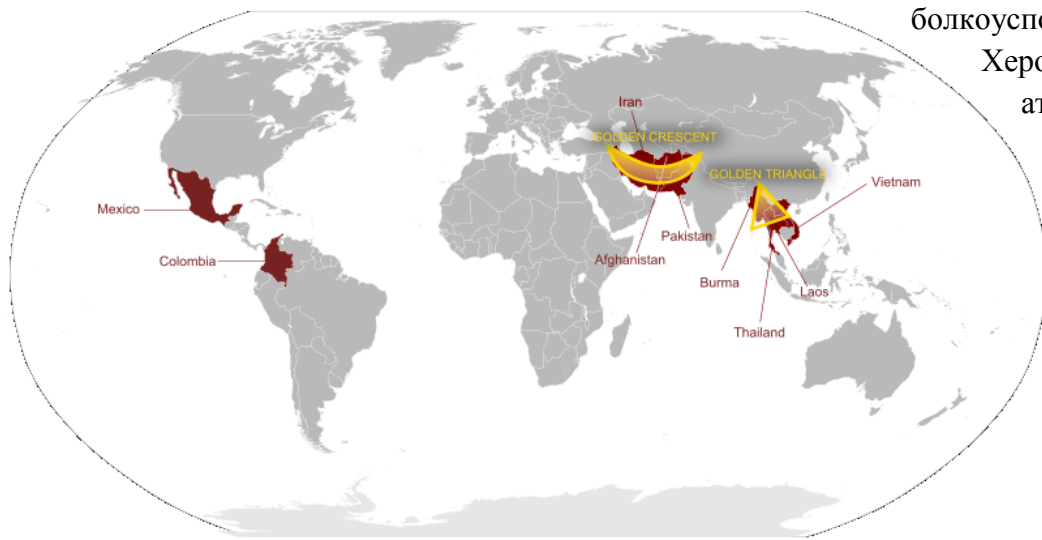 болкоуспо
Херо
ат
Iran
GOLDEN CRESCENT
GOLDEN TRIANGLE
Vietnam
Mexico
Pakistan
Colombia
Afghanistan
Burma
Laos
Thailand